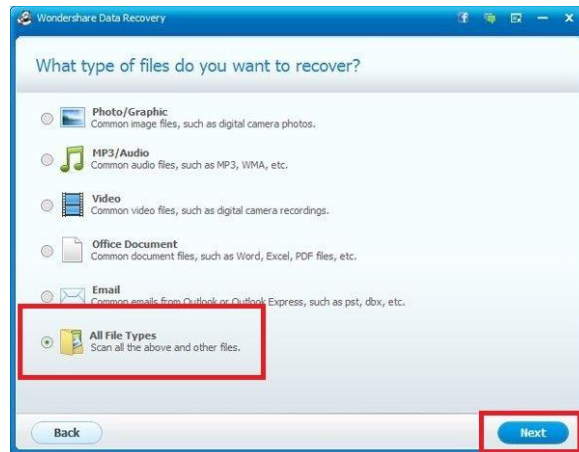 Wondershare Data Recovery
What type of files do you want to recover?
Photo/Graphic
Common image files, such as digital camera photos.
MP3/Audio
Common audio files, such as MP3, WMA, etc.
Video
Common video files, such as digital camera recordings.
Office Document
Common document files, such as Word, Excel, PDF files, etc.
Email
Common emails from Outlook or Outlook Express, such as pst, dbx, etc.
All File Types
Scan all the above and other files.
Back
Next